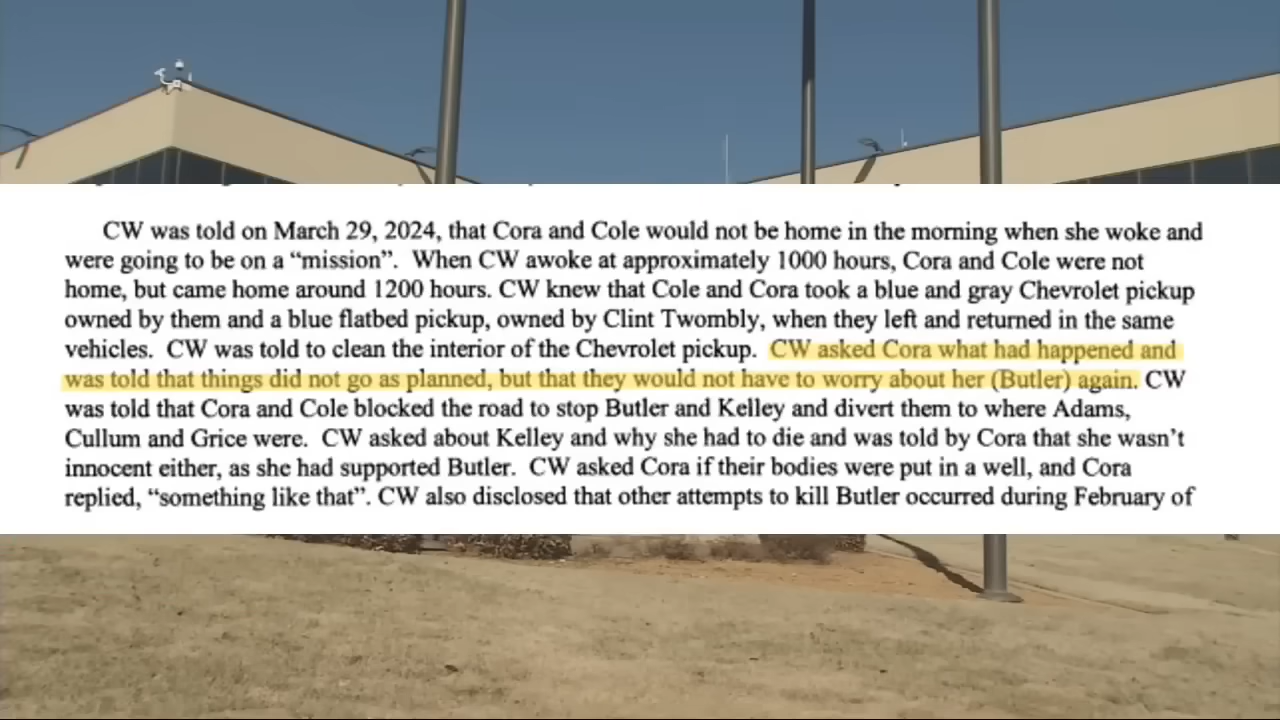 CW was told on March 29, 2024, that Cora and Cole would not be home in the morning when she woke and
were going to be on a “mission”. When CW awoke at approximately 1000 hours, Cora and Cole were not
home, but came home around 1200 hours. CW knew that Cole and Cora took a blue and gray Chevrolet pickup
owned by them and a blue flatbed pickup, owned by Clint Twombly, when they left and returned in the same
vehicles. CW was told to clean the interior of the Chevrolet pickup. CW asked Cora what had happened and
was told that things did not go as planned, but that they would not have to worry about her (Butler) again. CW
was told that Cora and Cole blocked the road to stop Butler and Kelley and divert them to where Adams,
Cullum and Grice were. CW asked about Kelley and why she had to die and was told by Cora that she wasn’t
innocent either, as she had supported Butler. CW asked Cora if their bodies were put in a well, and Cora
replied, “something like that”. CW also disclosed that other attempts to kill Butler occurred during February of